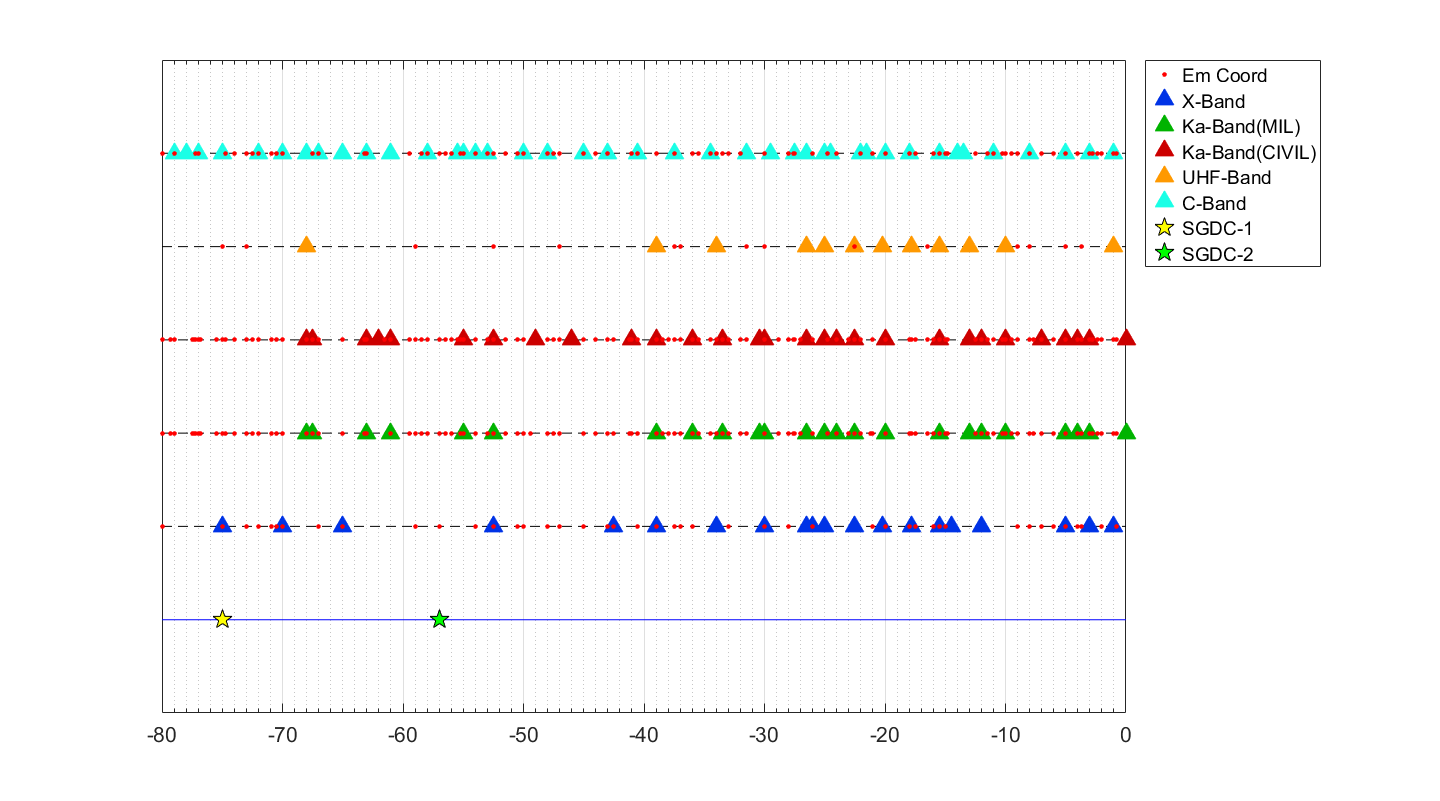 Em Coord
X-Band
Ka-Band(MIL)
Ka-Band(CIVIL)
UHF-Band
C-Band
SGDC-1
SGDC-2
-80 -70 -60 -50 -40 -30 -20 -10 0